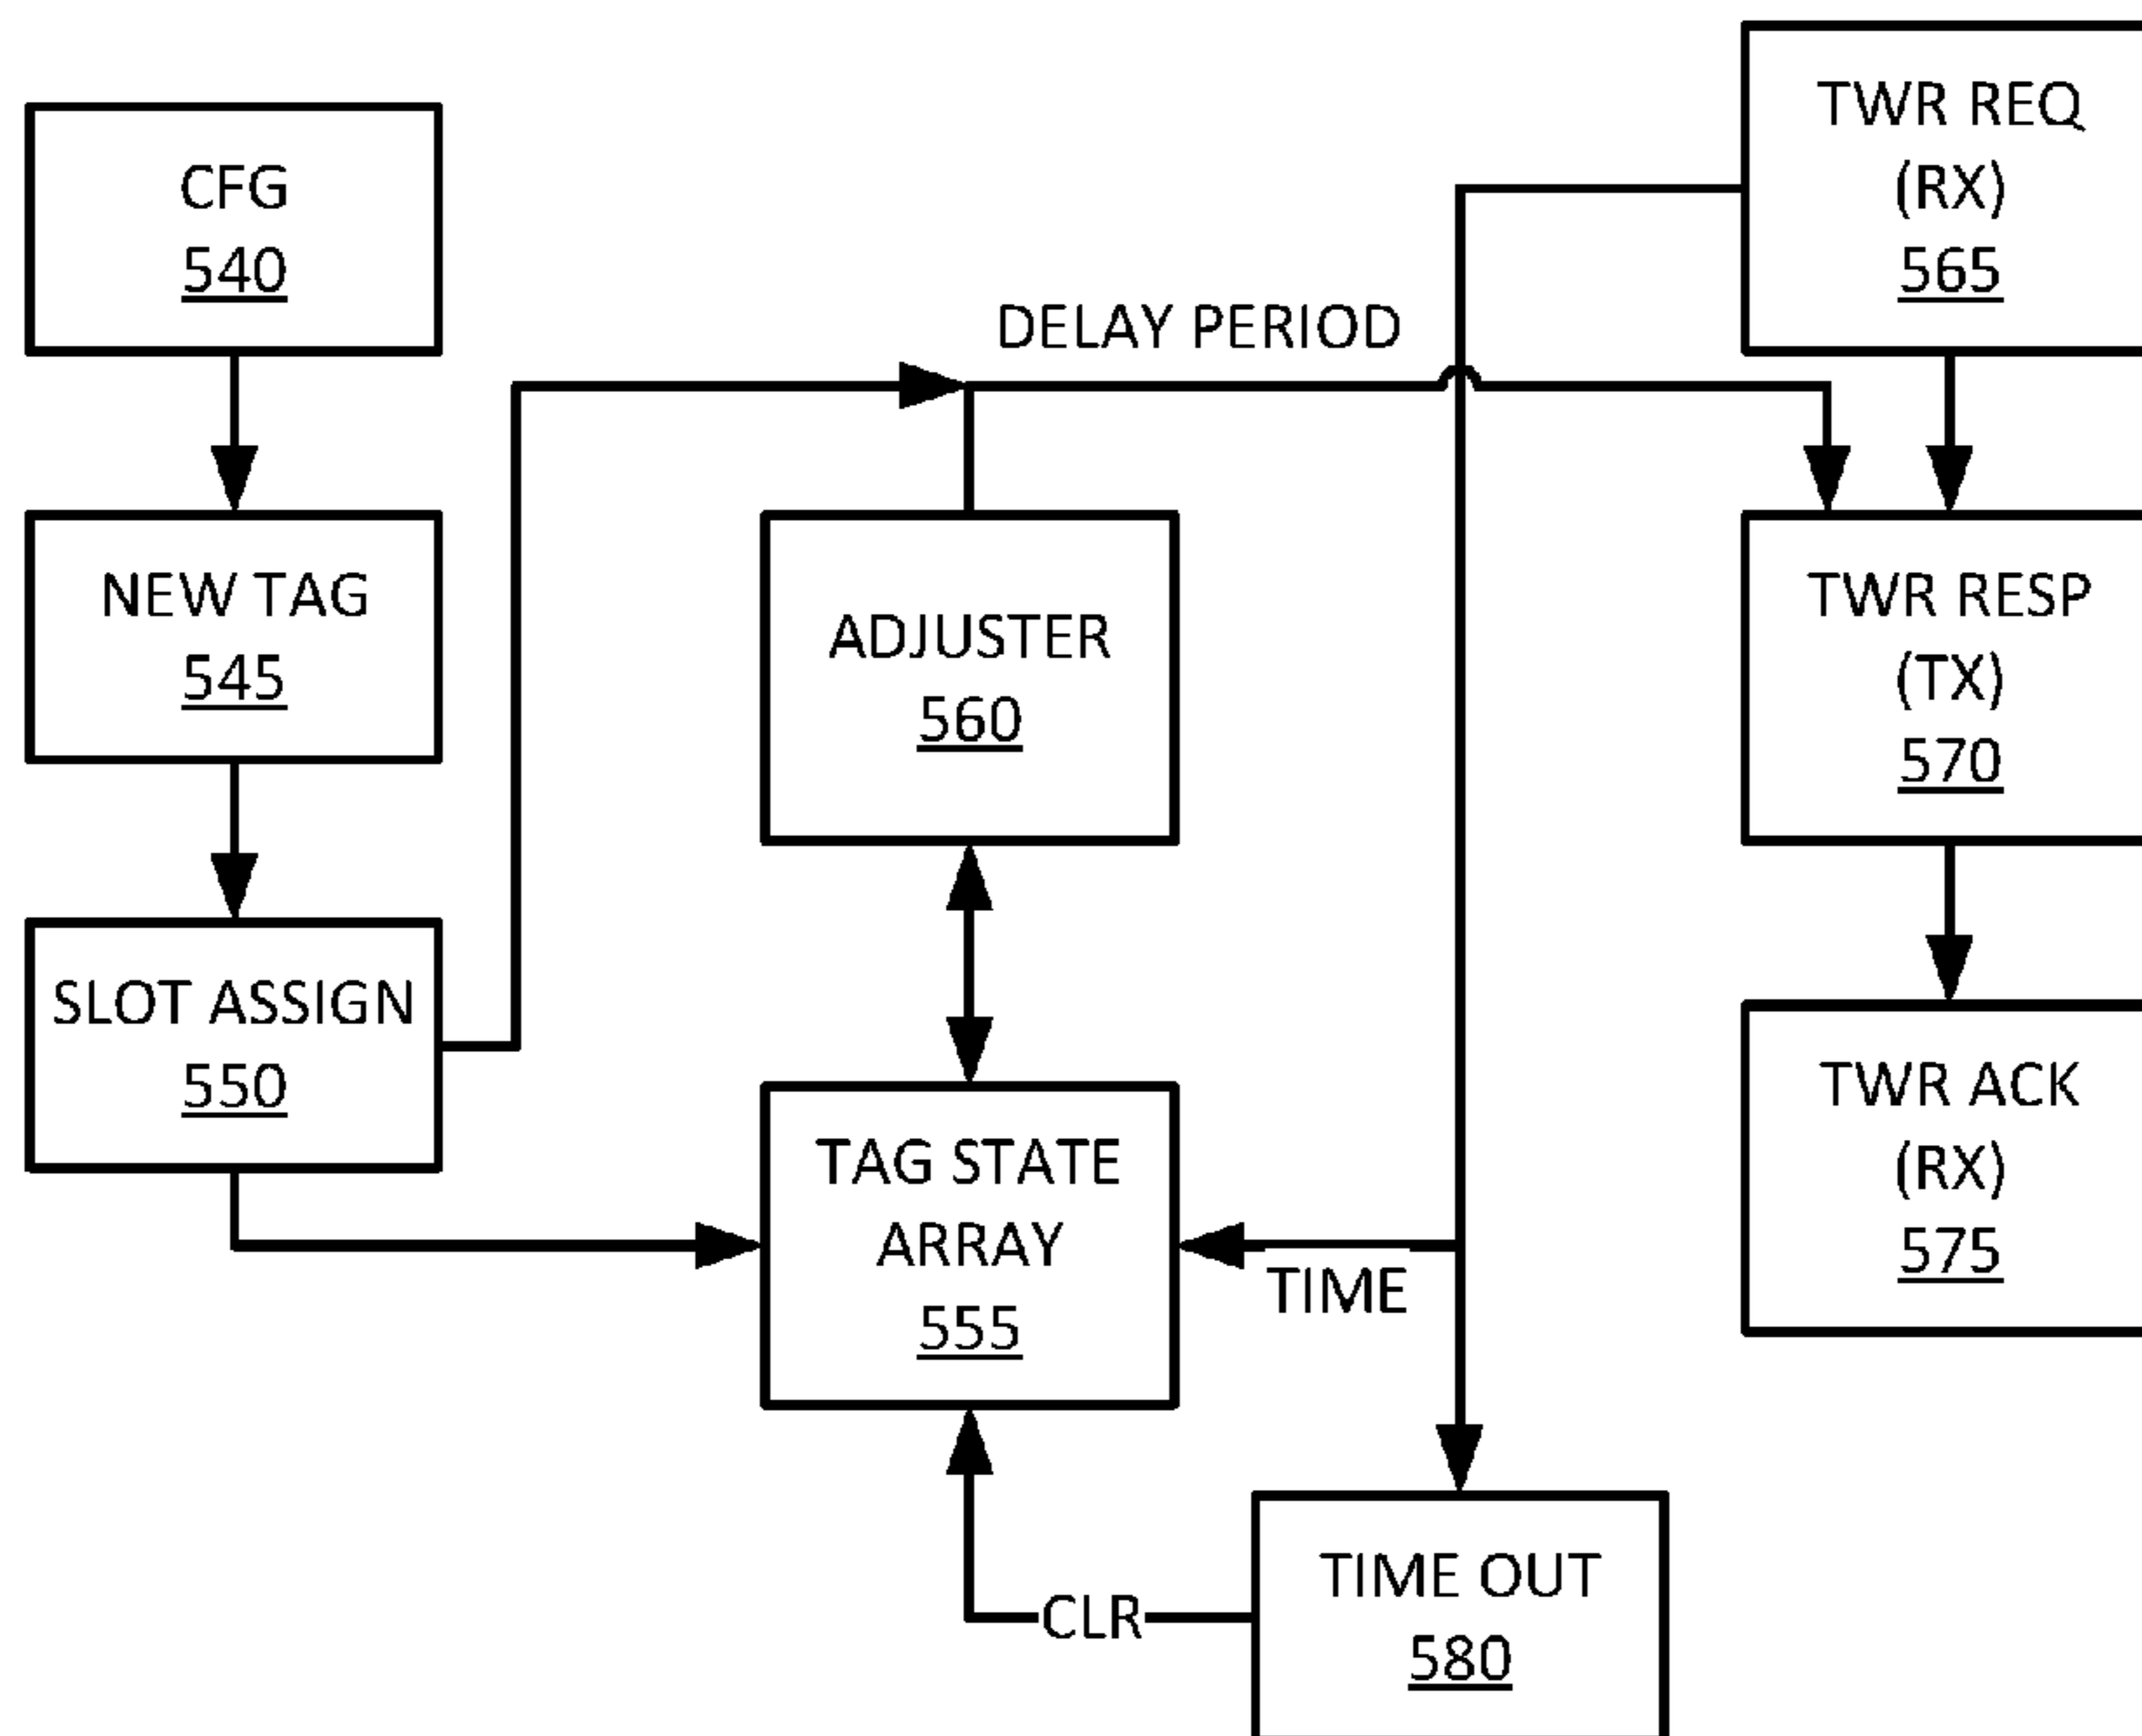 CFG
540
NEW TAG
545
SLOT ASSIGN
550
DELAY PERIOD
ADJUSTER
560
TAG STATE
ARRAY
555
TIME
CLR
TIME OUT
580
TWR REQ
(RX)
565
TWR RESP
(TX)
570
TWR ACK
(RX)
575